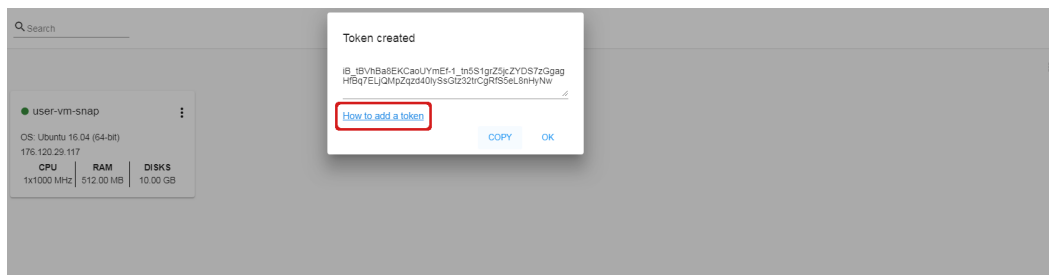 Search
Token created
iB_tBVhBa8EKCaoUYmEf-1_tn5S1grZ5jcZYDS7zGgag
HfBq7ELjQMpZqzd40lySsGtz32trCgRfS5eL8nHyNw
How to add a token
COPY OK
user-vm-snap
OS: Ubuntu 16.04 (64-bit)
176.120.29.117
CPU RAM DISKS
1x1000 MHz 512.00 MB 10.00 GB